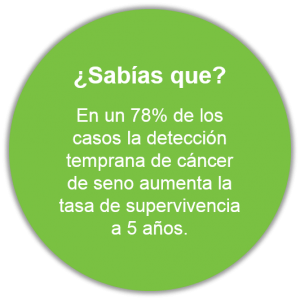 ¿Sabías que?
En un 78% de los
casos la detección
temprana de cáncer
de seno aumenta la
tasa de supervivencia
a 5 años.